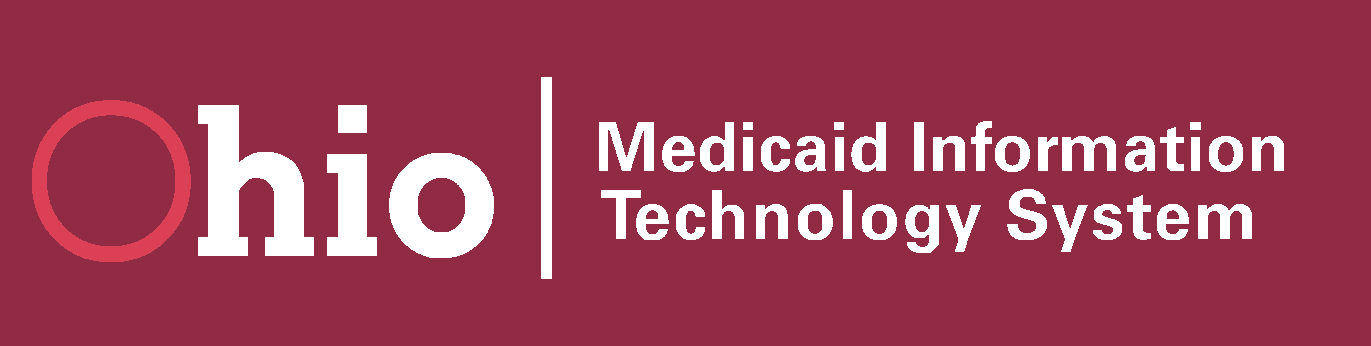 Ohio
Medicaid Information
Technology System